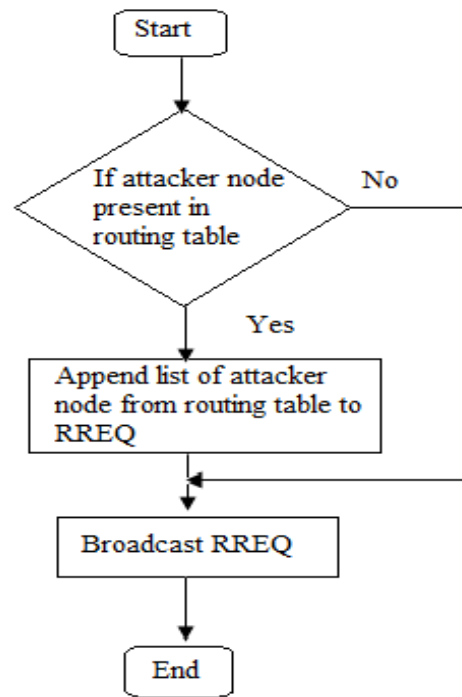 Start
If attacker node
present in
routing table
No
Yes
Append list of attacker
node from routing table to
RREQ
Broadcast RREQ
End